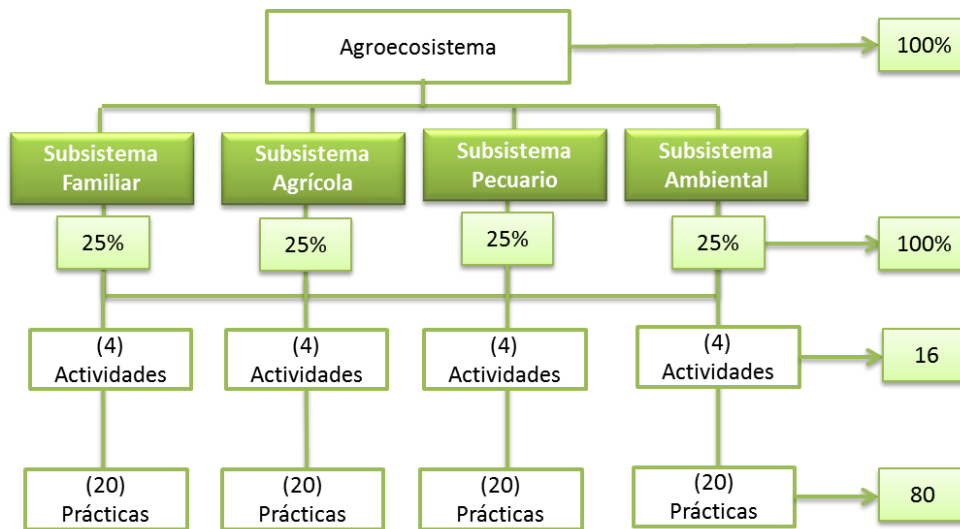 Agroecosistema
100%
Subsistema
Familiar
Subsistema
Agrícola
Subsistema
Pecuario
Subsistema
Ambiental
25%
25%
25%
25%
100%
(4)
Actividades
(4)
Actividades
(4)
Actividades
(4)
Actividades
16
(20)
Prácticas
(20)
Prácticas
(20)
Prácticas
(20)
Prácticas
80